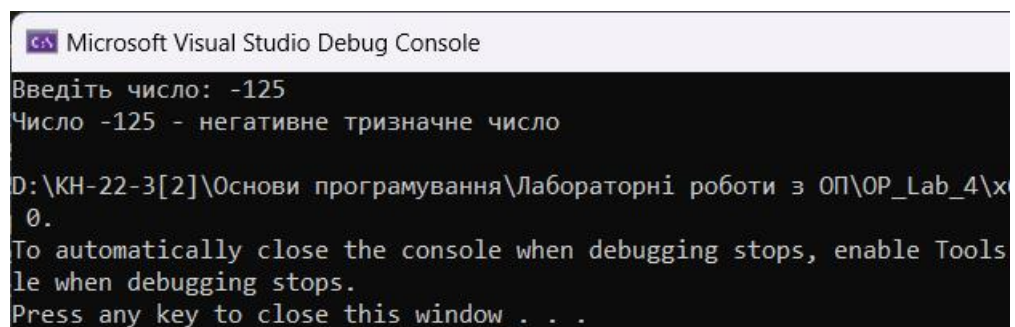 Microsoft Visual Studio Debug Console
Введіть число: -125
Число -125 - негативне тризначне число
D:\КН-22-3[2]\Основи програмування\Лабораторні роботи з ОП\OP_Lab_4\x
0.
To automatically close the console when debugging stops, enable Tools
le when debugging stops.
Press any key to close this window . . .